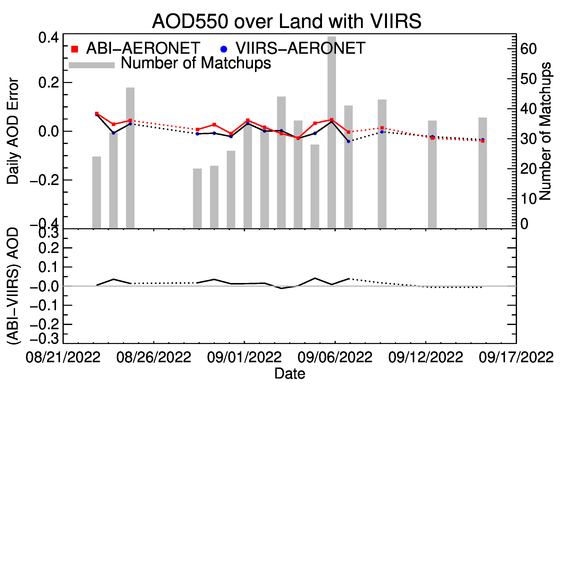 AOD550 over Land with VIIRS
ABI-AERONET VIIRS-AERONET
Number of Matchups
Daily AOD Error
0.4
0.2
0.0
-0.2
-0.4
60
50
40
30
20
10
0
Number of Matchups
(ABI-VIIRS) AOD
0.3
0.2
0.1
-0.0
-0.1
-0.2
-0.3
08/21/2022 08/26/2022 09/01/2022 09/06/2022 09/12/2022 09/17/2022
Date